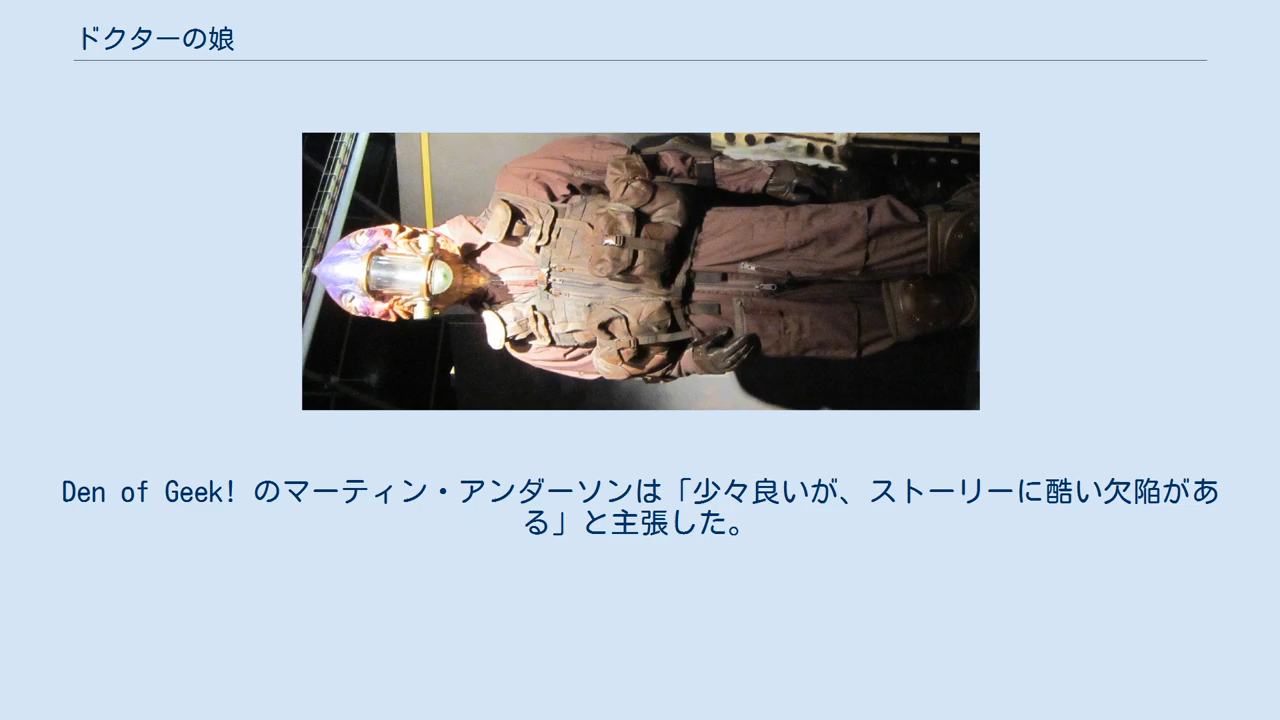 ドクターの娘
Den of Geek! のマーティン・アンダーソンは「少々良いが、ストーリーに酷い欠陥があ
る」と主張した。